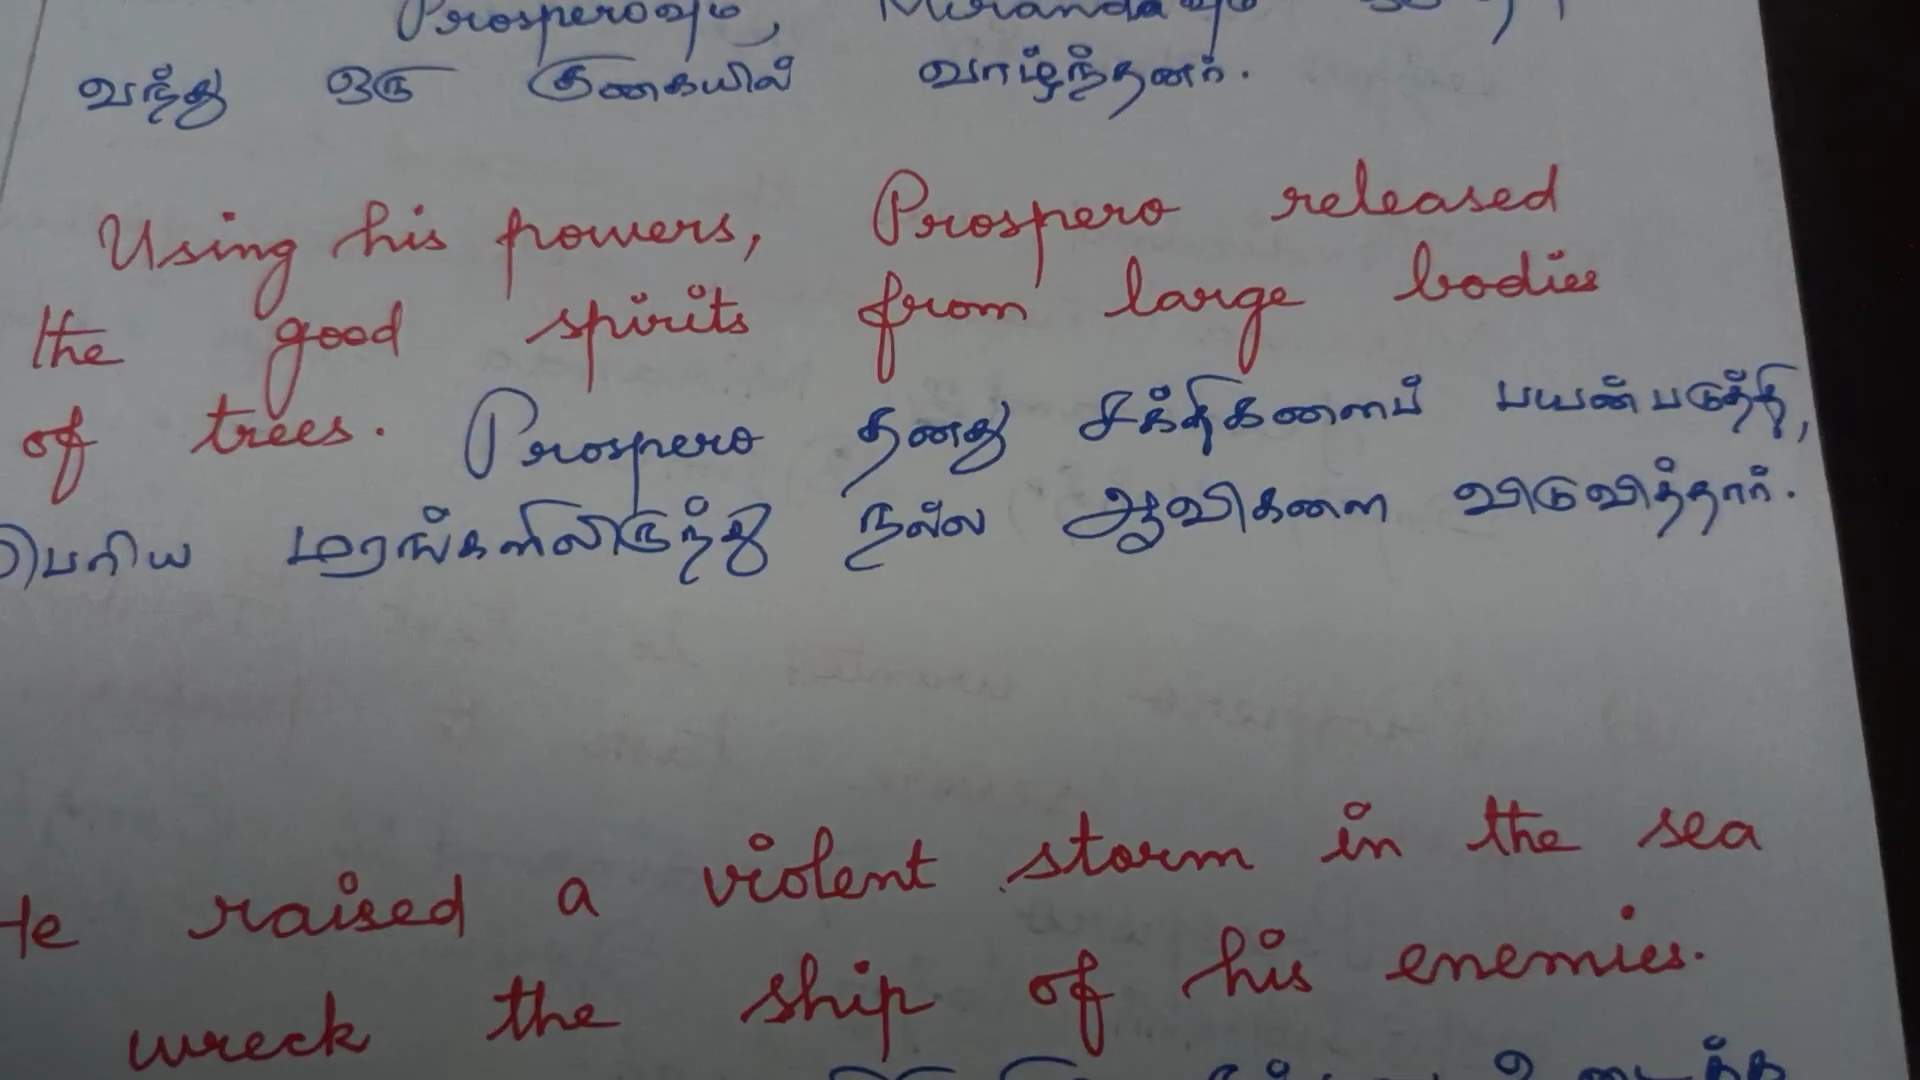 Prosperoவும், Mirandaவும்
வந்து ஒரு குகையில் வாழ்ந்தனர்.
Using his powers, Prospero released
the good spirits from large bodies
of trees. Prospero தனது சக்திகளைப் பயன்படுத்தி,
பெரிய மரங்களிலிருந்து நல்ல ஆவிகளை விடுவித்தார்.
He raised a violent storm in the sea
wreck the ship of his enemies.